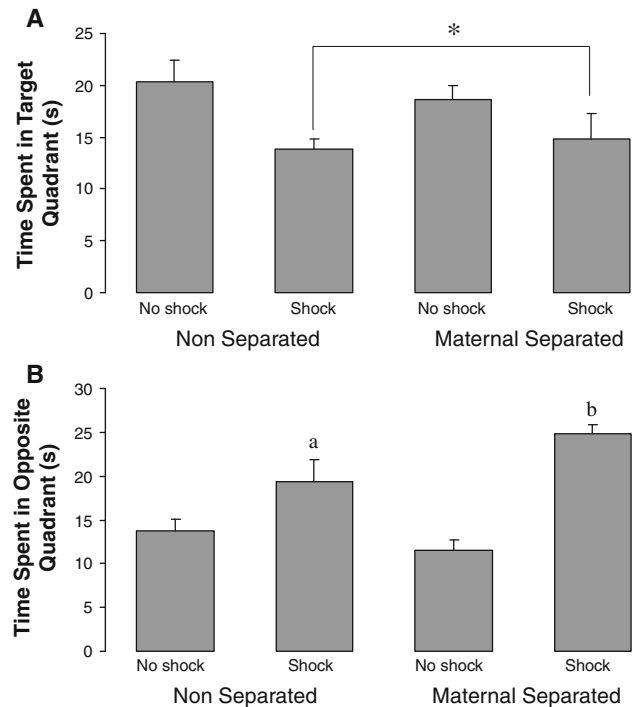 A
Time Spent in Target
Quadrant (s)
25
20
15
10
5
0
*
No shock
Shock
No shock
Shock
Non Separated
Maternal Separated
B
Time Spent in Opposite
Quadrant (s)
30
25
20
15
10
5
0
a
b
No shock
Shock
No shock
Shock
Non Separated
Maternal Separated